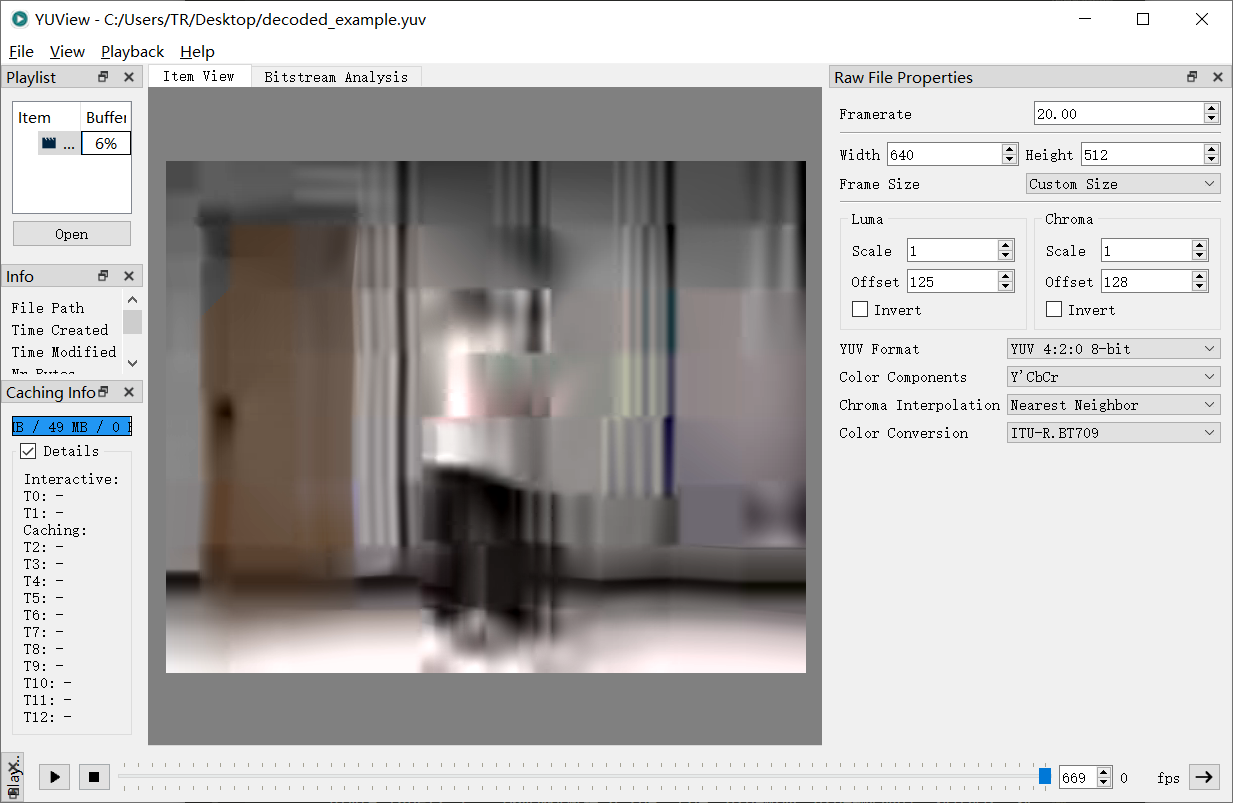 YUView - C:/Users/TR/Desktop/decoded_example.yuv
File View Playback Help
Playlist
Item Buffer
... 6%
Open
Info
File Path
Time Created
Time Modified
Nr Bytes
Caching Info
MB / 49 MB / 0 B
Details
Interactive:
T0: -
T1: -
Caching:
T2: -
T3: -
T4: -
T5: -
T6: -
T7: -
T8: -
T9: -
T10: -
T11: -
T12: -
Item View Bitstream Analysis
Raw File Properties
Framerate 20.00
Width 640 Height 512
Frame Size Custom Size
Luma
Scale 1
Offset 125
Invert
Chroma
Scale 1
Offset 128
Invert
YUV Format YUV 4:2:0 8-bit
Color Components Y'CbCr
Chroma Interpolation Nearest Neighbor
Color Conversion ITU-R.BT709
Play...
669 0 fps